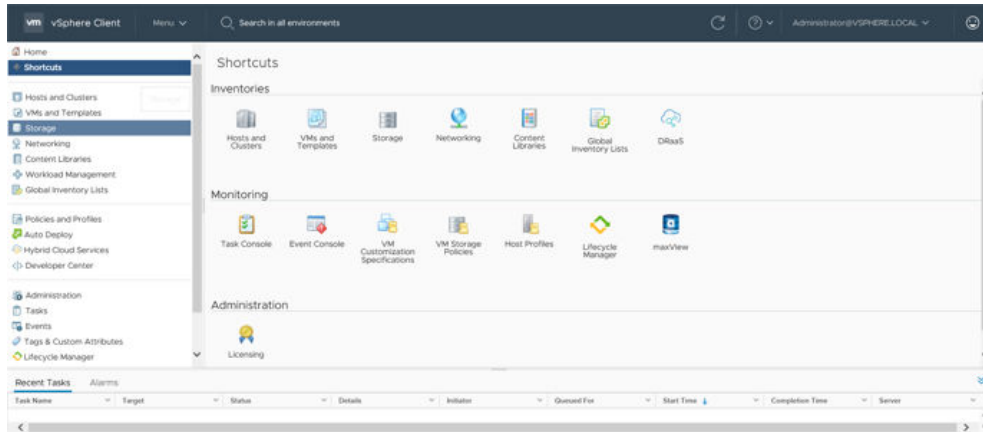 vm vSphere Client Menu Search in all environments Administrator@VSPHERE.LOCAL
Home
Shortcuts
Hosts and Clusters
VMs and Templates
Storage
Networking
Content Libraries
Workload Management
Global Inventory Lists
Policies and Profiles
Auto Deploy
Hybrid Cloud Services
Developer Center
Administration
Tasks
Events
Tags & Custom Attributes
Lifecycle Manager
Shortcuts
Inventories
Hosts and Clusters
VMs and Templates
Storage
Networking
Content Libraries
Global Inventory Lists
DRaaS
Monitoring
Task Console
Event Console
VM Customization Specifications
VM Storage Policies
Host Profiles
Lifecycle Manager
maxView
Administration
Licensing
Recent Tasks Alarms
Task Name Target Status Details Initiator Queued For Start Time Completion Time Server